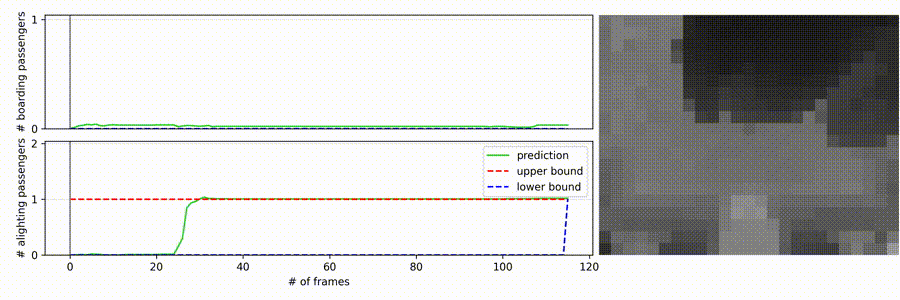 # boarding passengers
1
0
# alighting passengers
2
1
0
prediction
upper bound
lower bound
0 20 40 60 80 100 120
# of frames